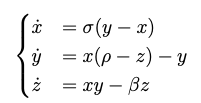 ẋ = σ(y − x)
ẏ = x(ρ − z) − y
ż = xy − βz